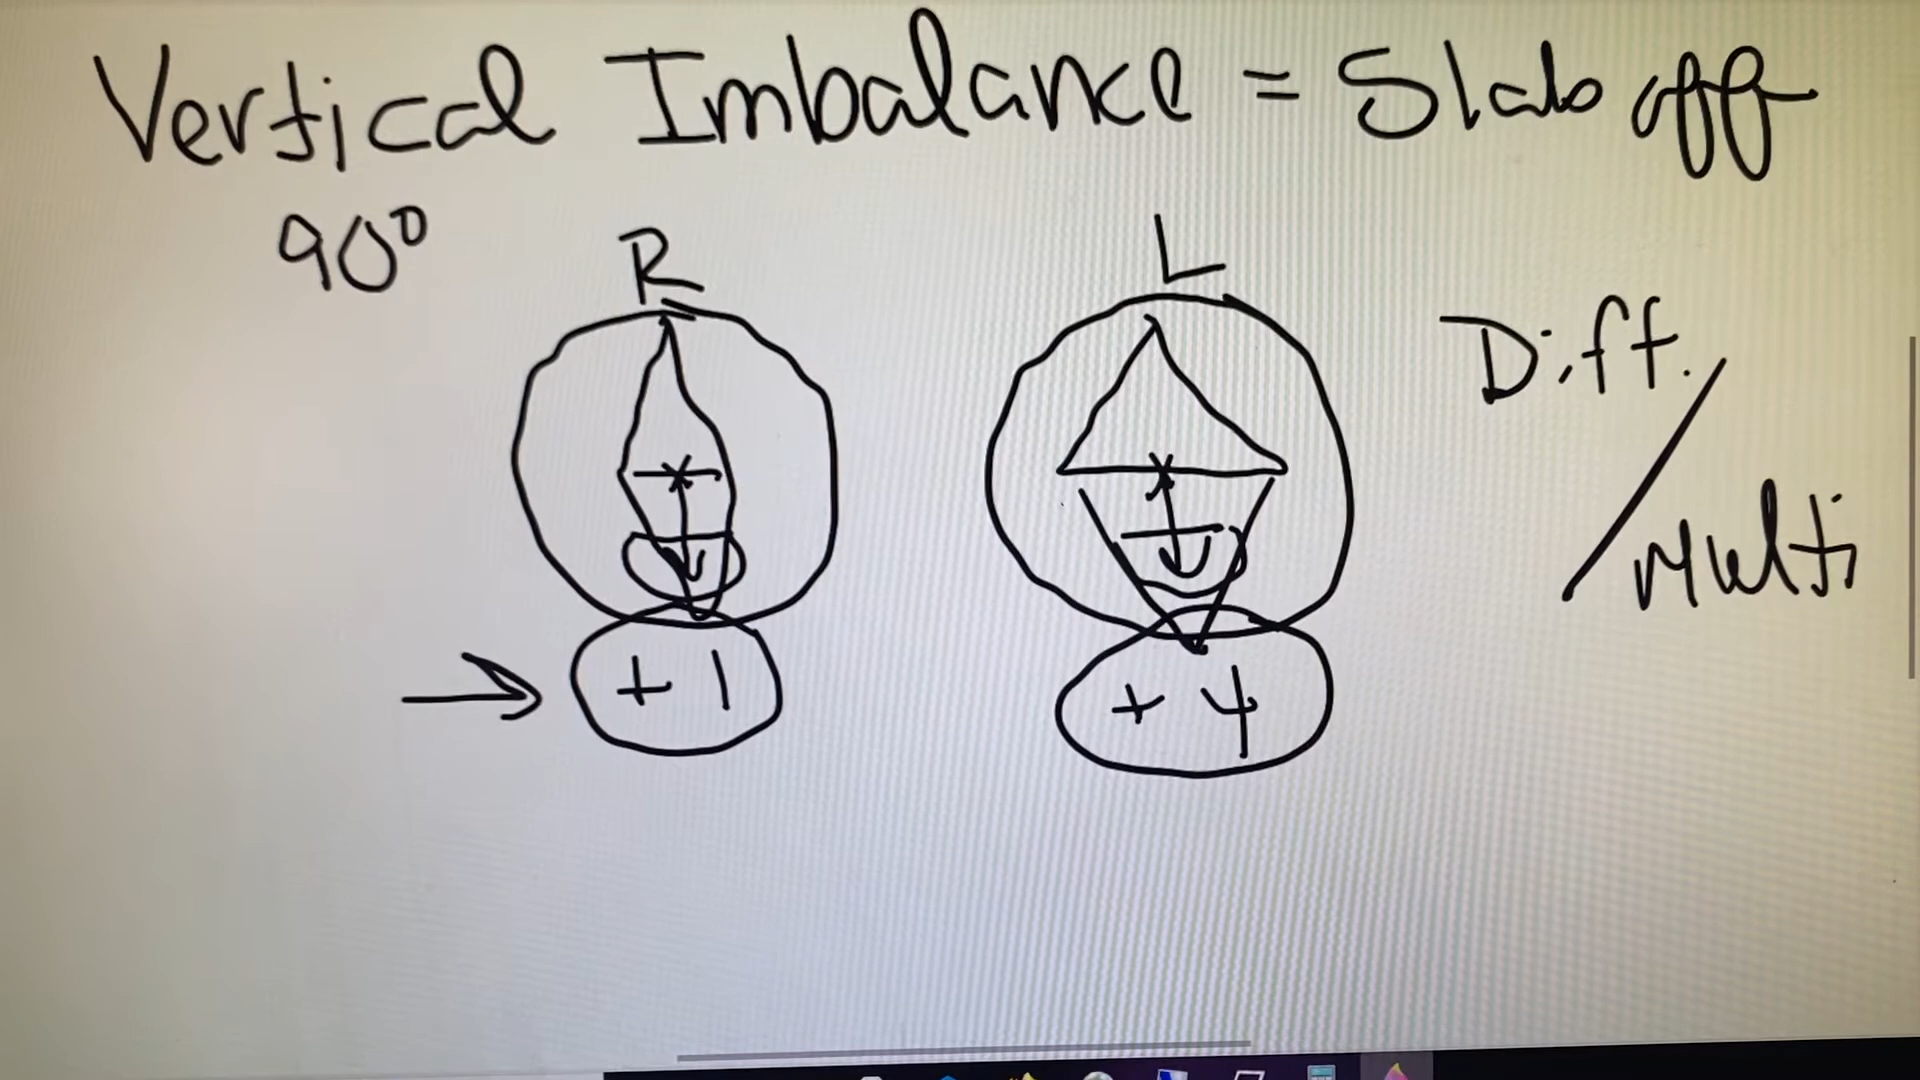 Vertical Imbalance = Slab off
90°
R L
Diff. / Multi
+ 1 + 4